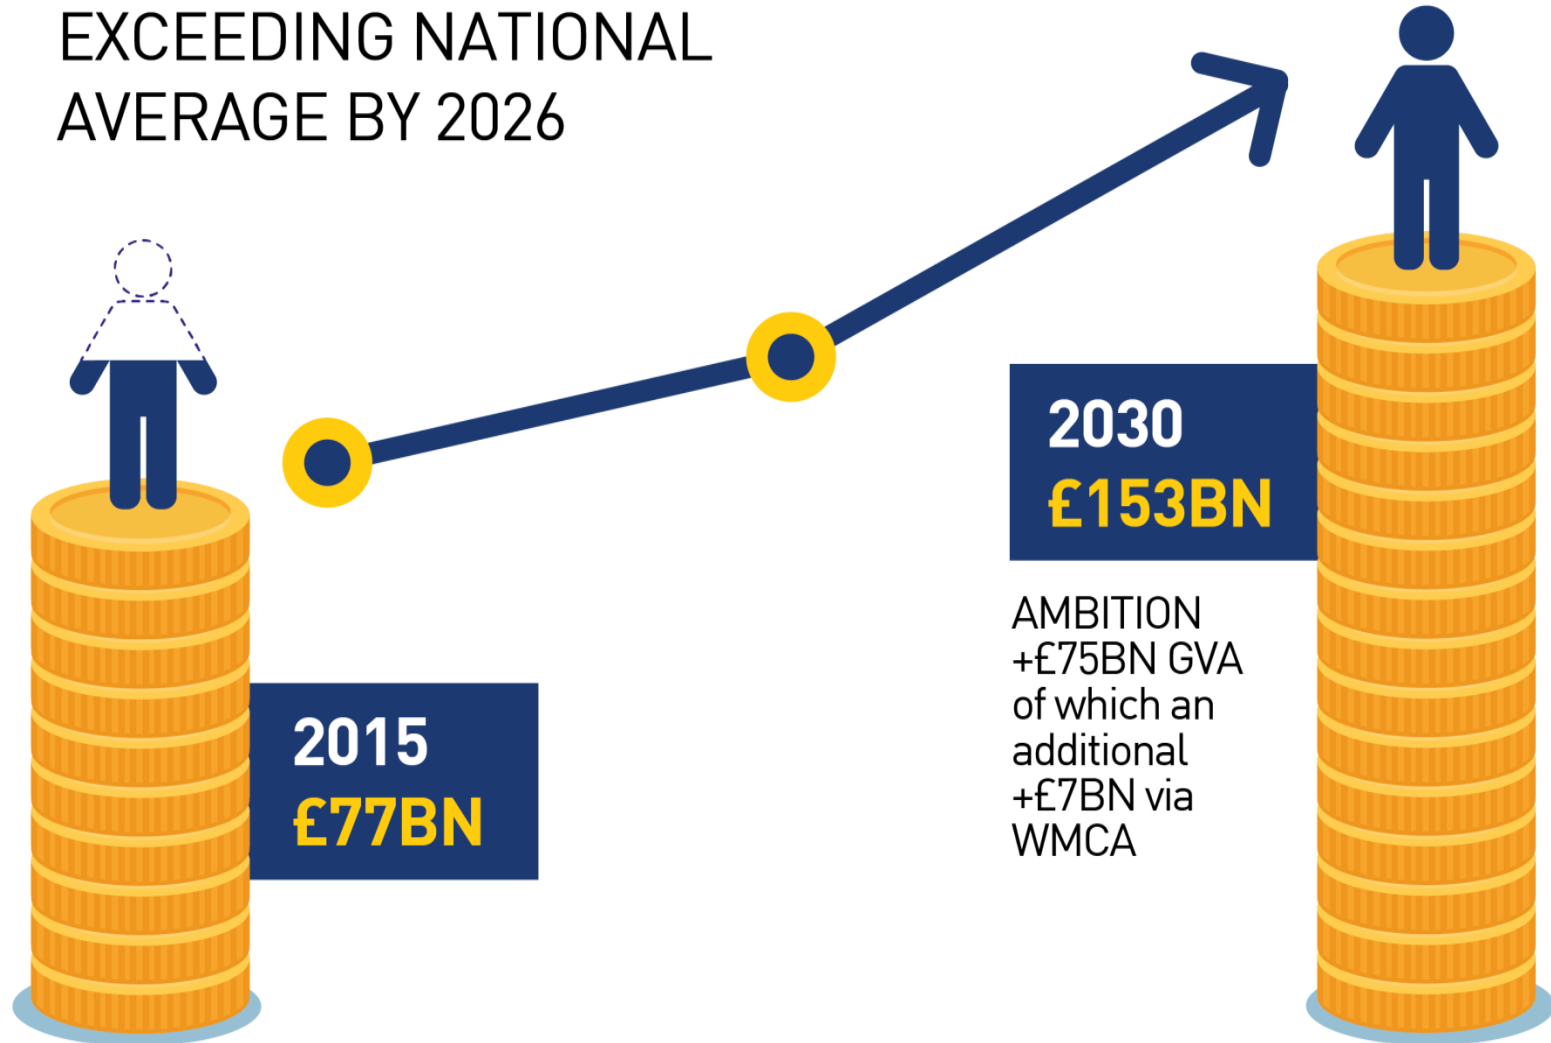 EXCEEDING NATIONAL
AVERAGE BY 2026
2015
£77BN
2030
£153BN
AMBITION
+£75BN GVA
of which an
additional
+£7BN via
WMCA